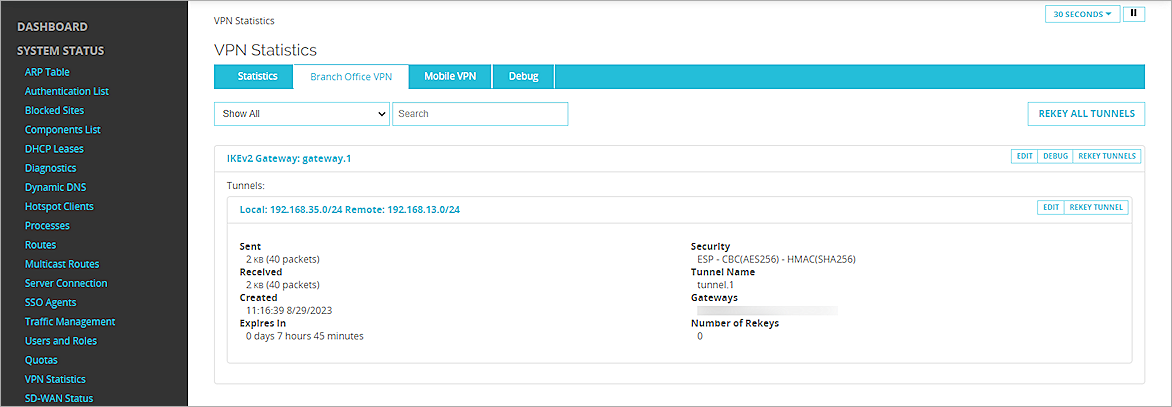 DASHBOARD
SYSTEM STATUS
ARP Table
Authentication List
Blocked Sites
Components List
DHCP Leases
Diagnostics
Dynamic DNS
Hotspot Clients
Processes
Routes
Multicast Routes
Server Connection
SSO Agents
Traffic Management
Users and Roles
Quotas
VPN Statistics
SD-WAN Status
VPN Statistics
30 SECONDS
VPN Statistics
Statistics Branch Office VPN Mobile VPN Debug
Show All Search REKEY ALL TUNNELS
IKEv2 Gateway: gateway.1 EDIT DEBUG REKEY TUNNELS
Tunnels:
Local: 192.168.35.0/24 Remote: 192.168.13.0/24 EDIT REKEY TUNNEL
Sent
2 KB (40 packets)
Received
2 KB (40 packets)
Created
11:16:39 8/29/2023
Expires In
0 days 7 hours 45 minutes
Security
ESP - CBC(AES256) - HMAC(SHA256)
Tunnel Name
tunnel.1
Gateways
Number of Rekeys
0